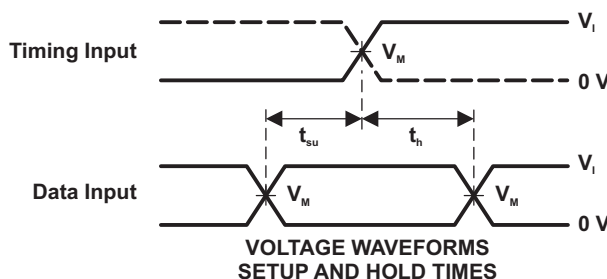 V_I
Timing Input
V_M
0 V
t_su
t_h
V_I
Data Input
V_M
V_M
0 V
VOLTAGE WAVEFORMS
SETUP AND HOLD TIMES